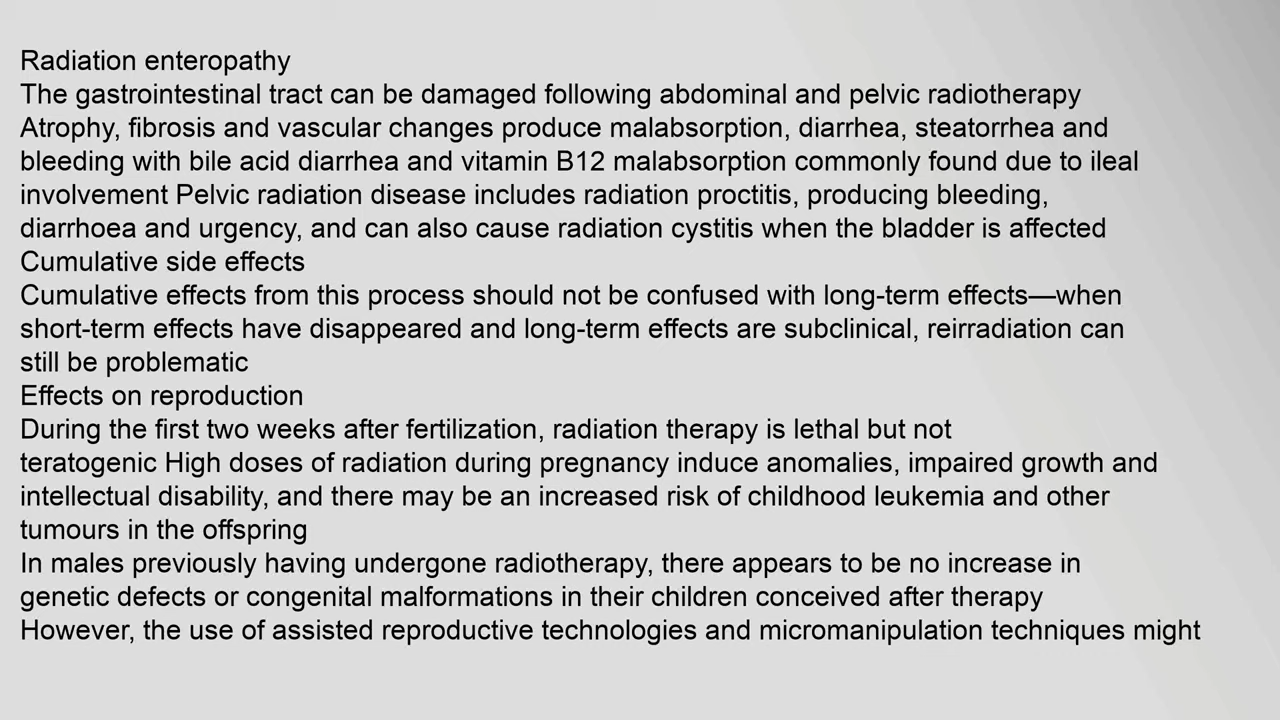 Radiation enteropathy
The gastrointestinal tract can be damaged following abdominal and pelvic radiotherapy
Atrophy, fibrosis and vascular changes produce malabsorption, diarrhea, steatorrhea and
bleeding with bile acid diarrhea and vitamin B12 malabsorption commonly found due to ileal
involvement Pelvic radiation disease includes radiation proctitis, producing bleeding,
diarrhoea and urgency, and can also cause radiation cystitis when the bladder is affected
Cumulative side effects
Cumulative effects from this process should not be confused with long-term effects—when
short-term effects have disappeared and long-term effects are subclinical, reirradiation can
still be problematic
Effects on reproduction
During the first two weeks after fertilization, radiation therapy is lethal but not
teratogenic High doses of radiation during pregnancy induce anomalies, impaired growth and
intellectual disability, and there may be an increased risk of childhood leukemia and other
tumours in the offspring
In males previously having undergone radiotherapy, there appears to be no increase in
genetic defects or congenital malformations in their children conceived after therapy
However, the use of assisted reproductive technologies and micromanipulation techniques might